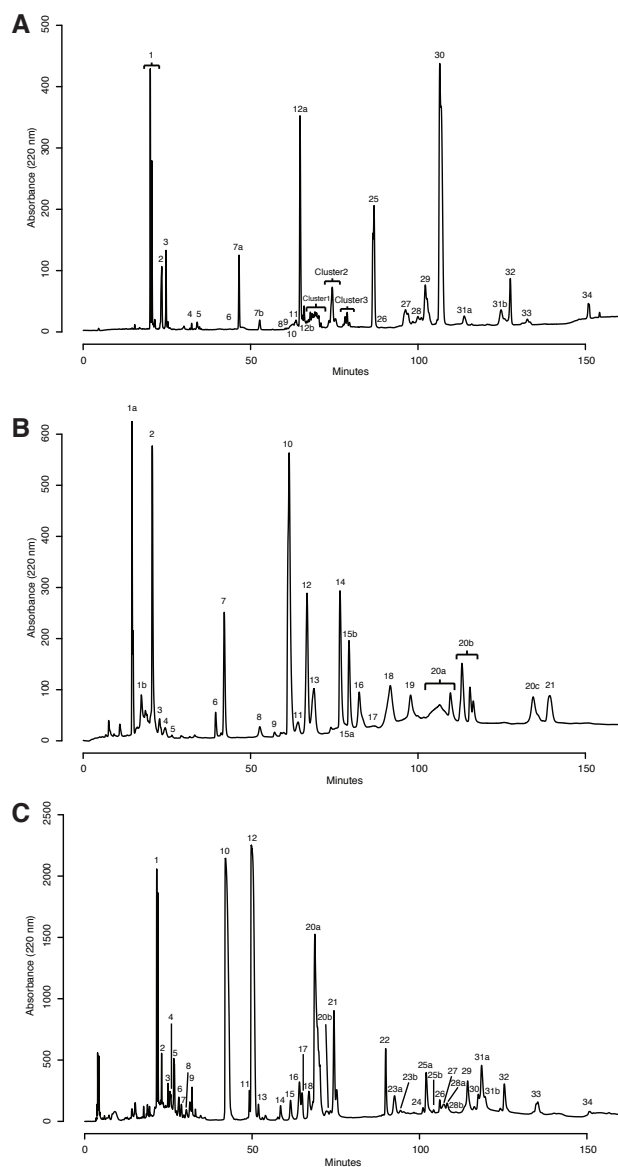 A
500
400
300
200
100
0
Absorbance (220 nm)
1
2
3
4
5
6
7a
7b
8
9
10
11
12a
12b
Cluster1
Cluster2
Cluster3
25
26
27
28
29
30
31a
31b
32
33
34
0
50
100
150
Minutes
B
600
500
400
300
200
100
0
Absorbance (220 nm)
1a
1b
2
3
4
5
6
7
8
9
10
11
12
13
14
15b
15a
16
17
18
19
20a
20b
20c
21
0
50
100
150
Minutes
C
2500
2000
1500
1000
500
0
Absorbance (220 nm)
1
2
3
4
5
6
7
8
9
10
11
12
13
14
15
16
17
18
20a
20b
21
22
23a
23b
24
25a
25b
26
27
28a
28b
29
30
31a
31b
32
33
34
0
50
100
150
Minutes